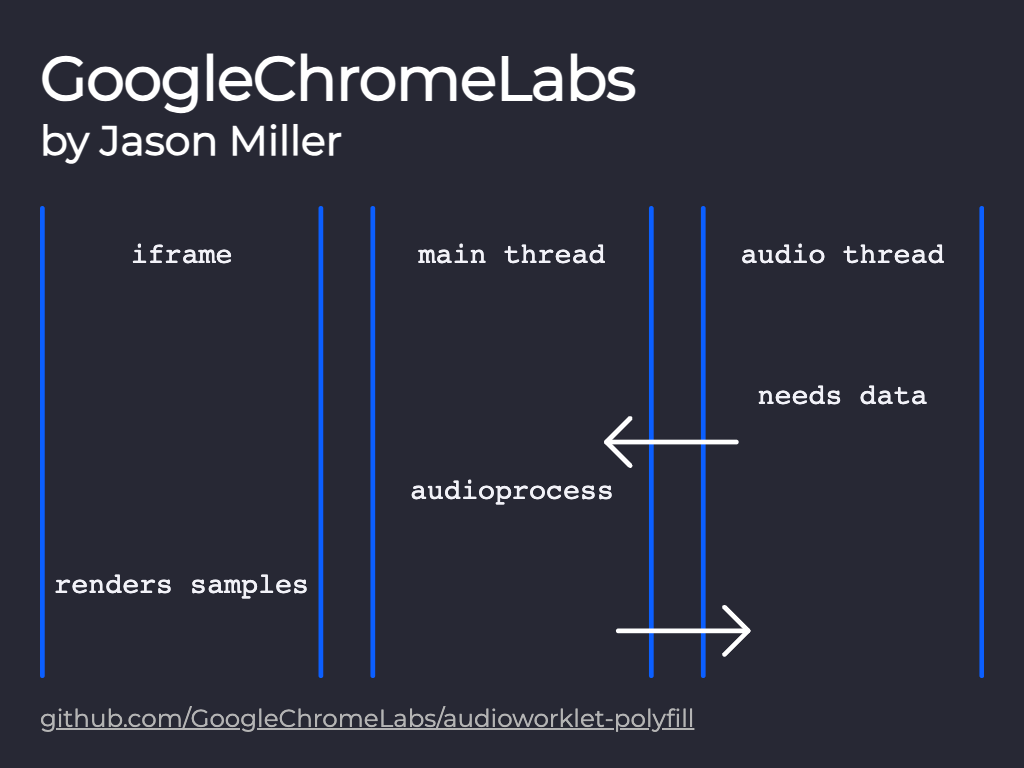 GoogleChromeLabs
by Jason Miller
iframe
main thread
audio thread
needs data
audioprocess
renders samples
github.com/GoogleChromeLabs/audioworklet-polyfill